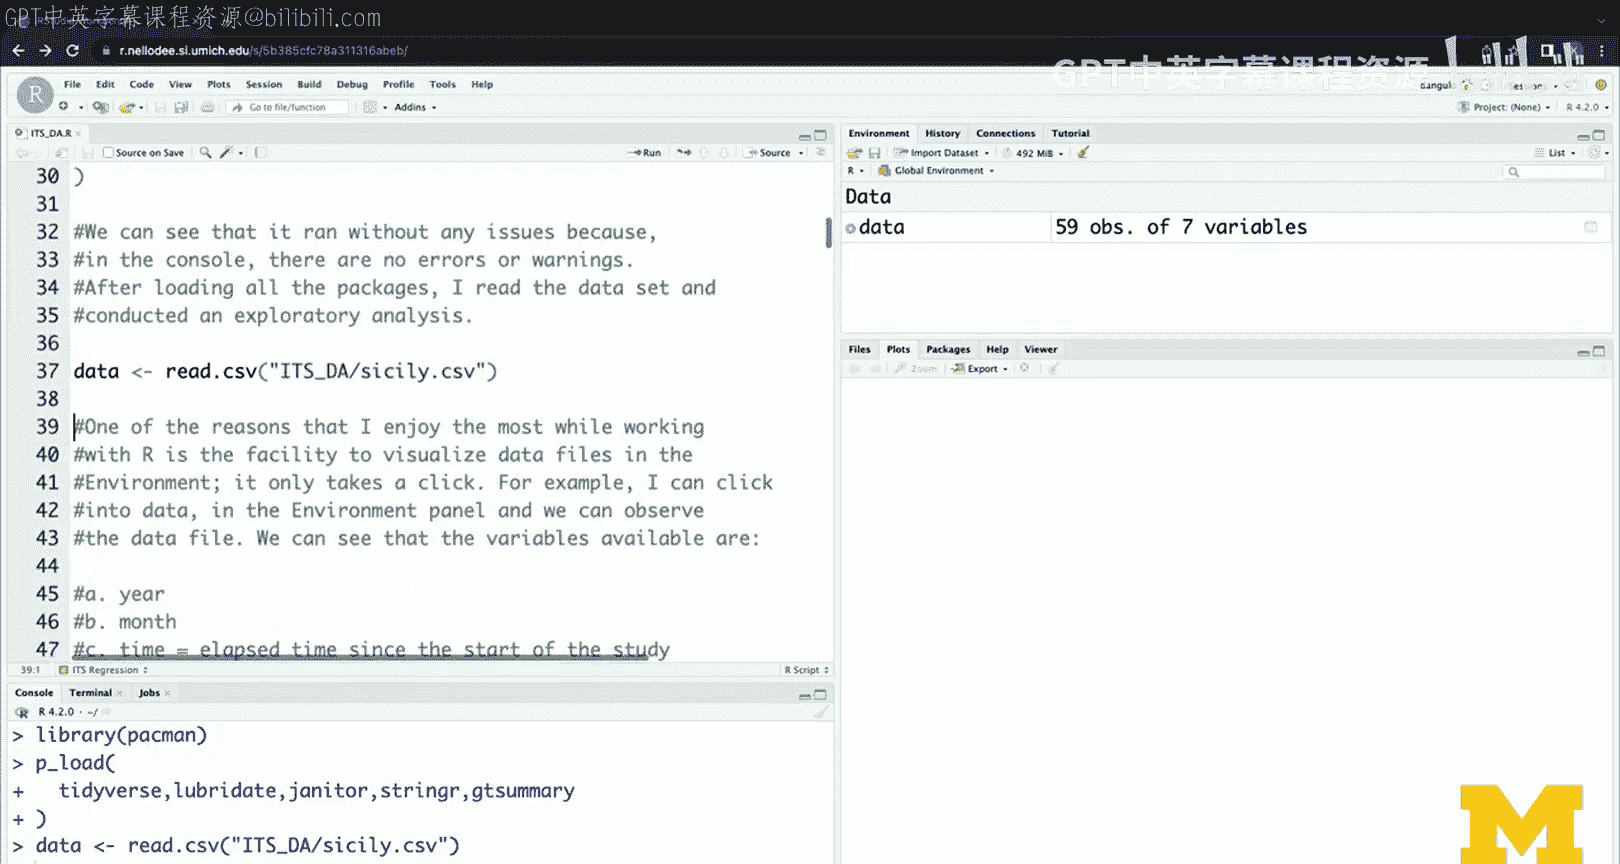 GPT中英字幕课程资源@bilibili.com
r.nellodee.si.umich.edu/s/5b385cfc78a311316abeb/
GPT中英字幕课程资源
R
File Edit Code View Plots Session Build Debug Profile Tools Help
Go to file/function
Addins
Project: (None)
R 4.2.0
ITS_DA.R
Source on Save
Run
Source
30 )
31
32 #We can see that it ran without any issues because,
33 #in the console, there are no errors or warnings.
34 #After loading all the packages, I read the data set and
35 #conducted an exploratory analysis.
36
37 data <- read.csv("ITS_DA/sicily.csv")
38
39 #One of the reasons that I enjoy the most while working
40 #with R is the facility to visualize data files in the
41 #Environment; it only takes a click. For example, I can click
42 #into data, in the Environment panel and we can observe
43 #the data file. We can see that the variables available are:
44
45 #a. year
46 #b. month
47 #c. time = elapsed time since the start of the study
39:1 ITS Regression R Script
Console Terminal Jobs
R 4.2.0 · ~/
> library(pacman)
> p_load(
+ tidyverse,lubridate,janitor,stringr,gtsummary
+ )
> data <- read.csv("ITS_DA/sicily.csv")
Environment History Connections Tutorial
Import Dataset 492 MiB List
R Global Environment
Data
data 59 obs. of 7 variables
Files Plots Packages Help Viewer
Zoom Export
M